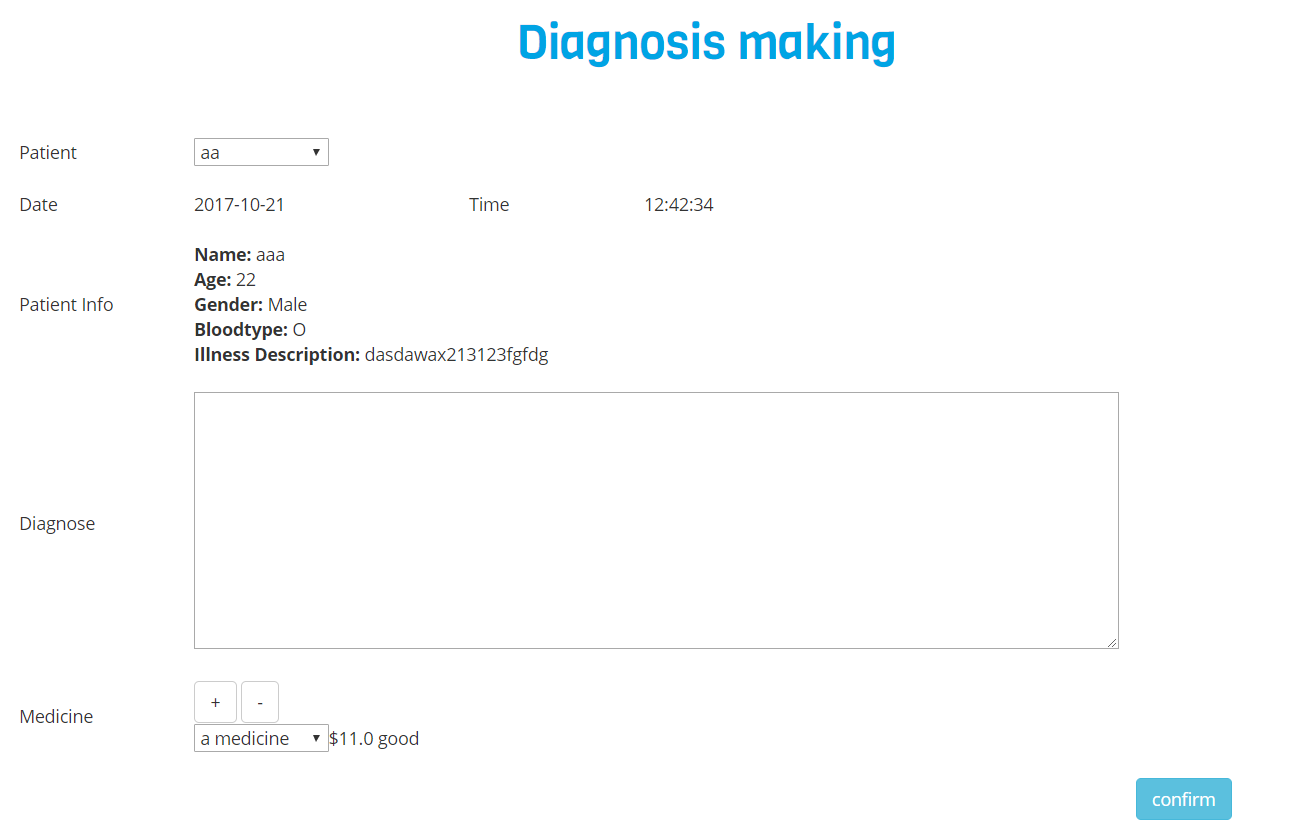 Diagnosis making
Patient aa
Date 2017-10-21 Time 12:42:34
Name: aaa
Age: 22
Patient Info Gender: Male
Bloodtype: O
Illness Description: dasdawax213123fgfdg
Diagnose
+ -
Medicine
a medicine $11.0 good
confirm